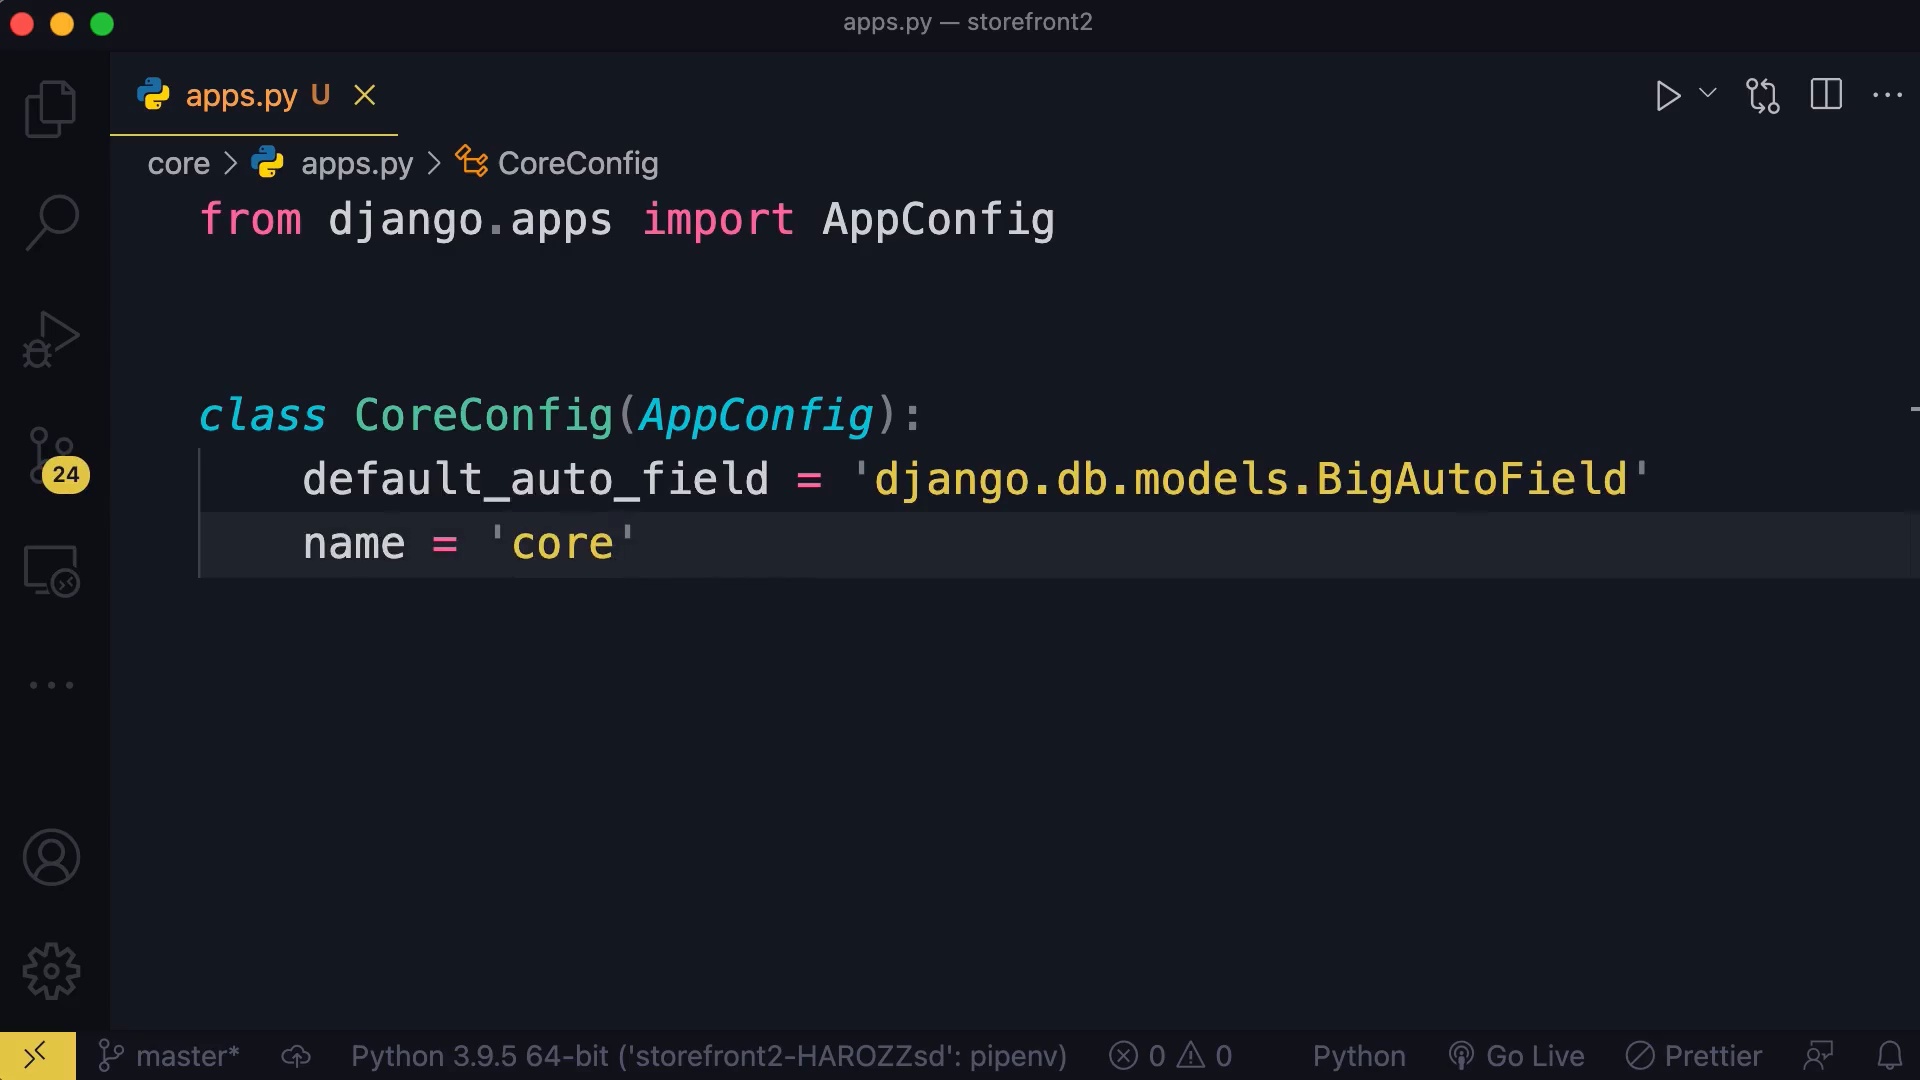 apps.py — storefront2
apps.py U
core > apps.py > CoreConfig
from django.apps import AppConfig
class CoreConfig(AppConfig):
    default_auto_field = 'django.db.models.BigAutoField'
    name = 'core'
24
master* Python 3.9.5 64-bit ('storefront2-HAROZZsd': pipenv) 0 0 Python Go Live Prettier